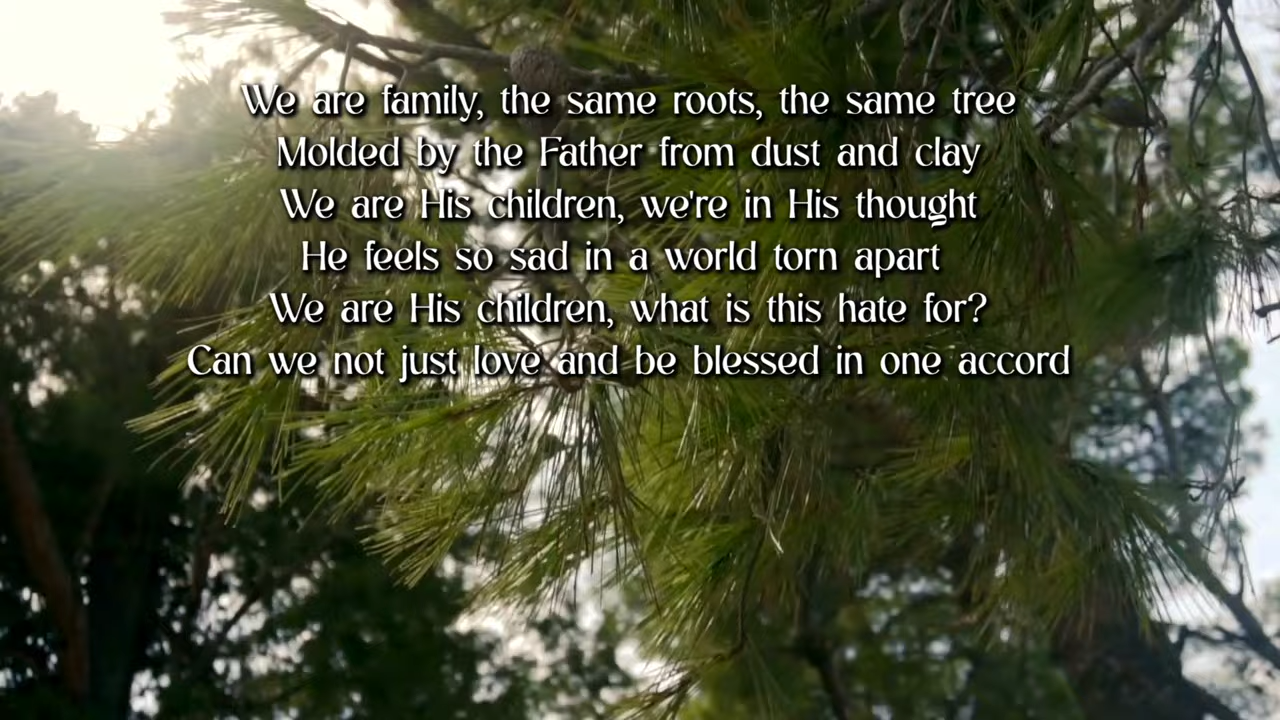 We are family, the same roots, the same tree
Molded by the Father from dust and clay
We are His children, we're in His thought
He feels so sad in a world torn apart
We are His children, what is this hate for?
Can we not just love and be blessed in one accord